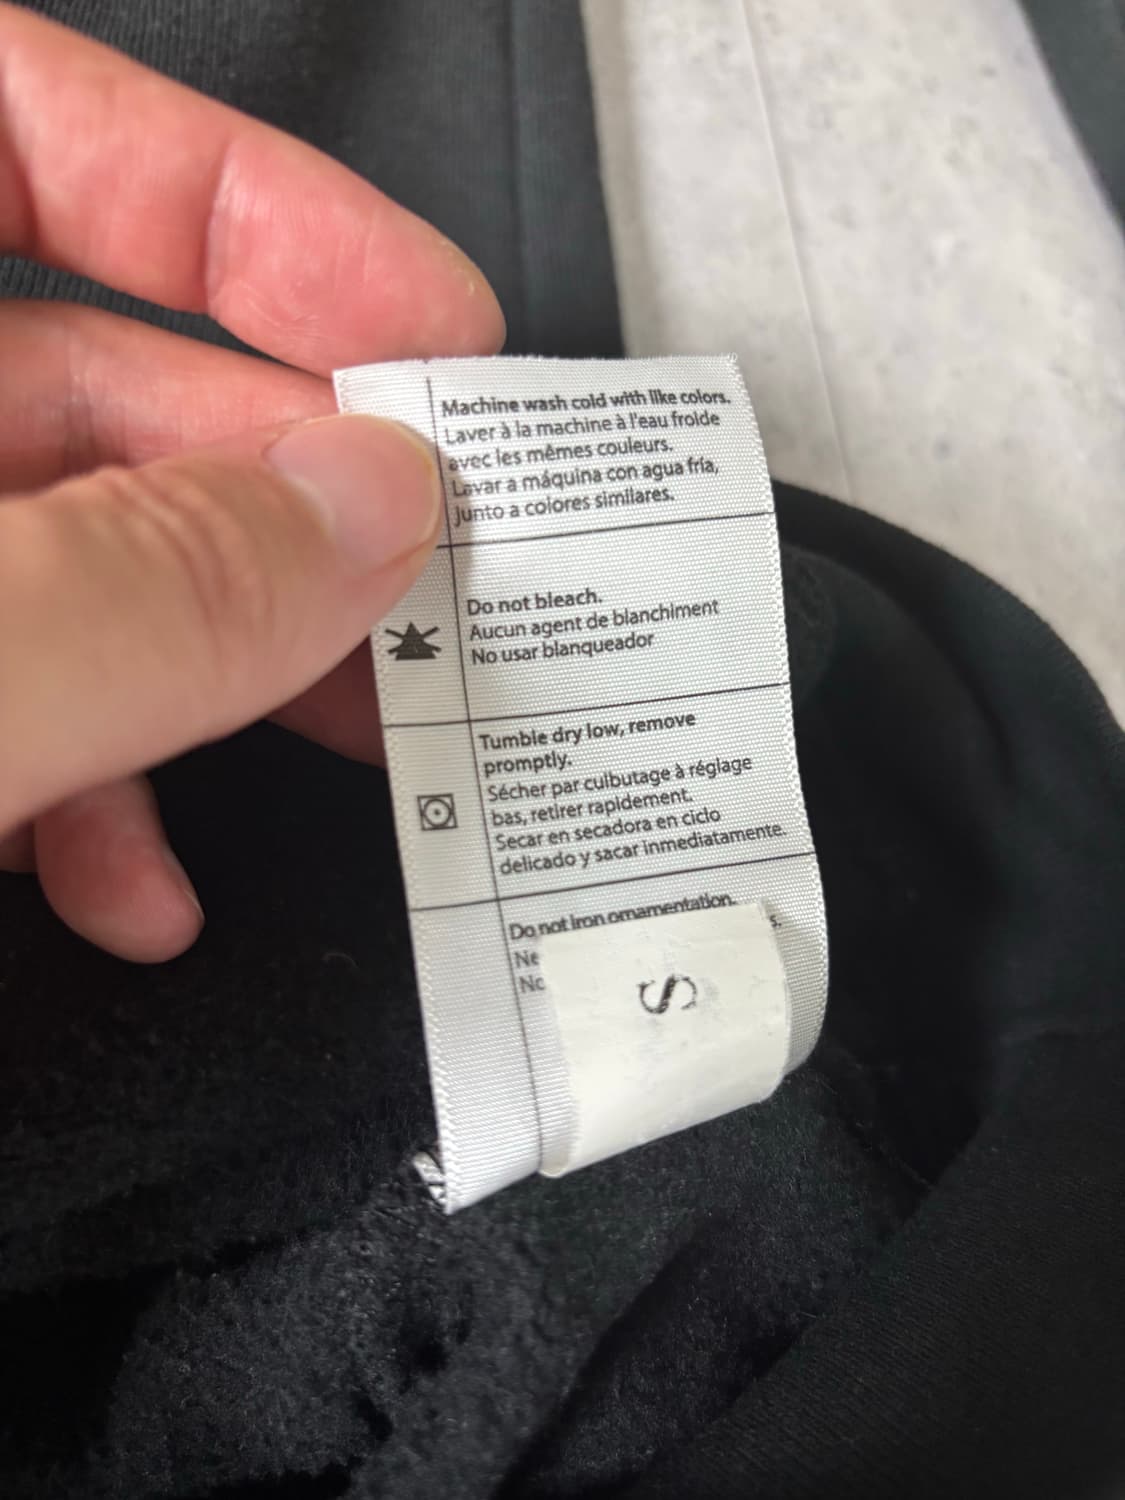 Machine wash cold with like colors.
Laver à la machine à l'eau froide
avec les mêmes couleurs.
Lavar a máquina con agua fría,
junto a colores similares.
Do not bleach.
Aucun agent de blanchiment
No usar blanqueador
Tumble dry low, remove
promptly.
Sécher par culbutage à réglage
bas, retirer rapidement.
Secar en secadora en ciclo
delicado y sacar inmediatamente.
Do not iron ornamentation.
S